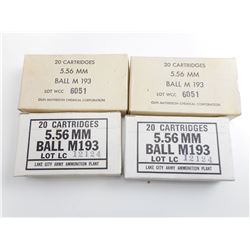 20 CARTRIDGES
5.56 MM
BALL M 193
LOT WCC 6051
OLIN MATHIESON CHEMICAL CORPORATION
20 CARTRIDGES
5.56 MM
BALL M 193
LOT WCC 6051
OLIN MATHIESON CHEMICAL CORPORATION
20 CARTRIDGES
5.56 MM
BALL M193
LOT LC 12124
LAKE CITY ARMY AMMUNITION PLANT
20 CARTRIDGES
5.56 MM
BALL M193
LOT LC 12124
LAKE CITY ARMY AMMUNITION PLANT